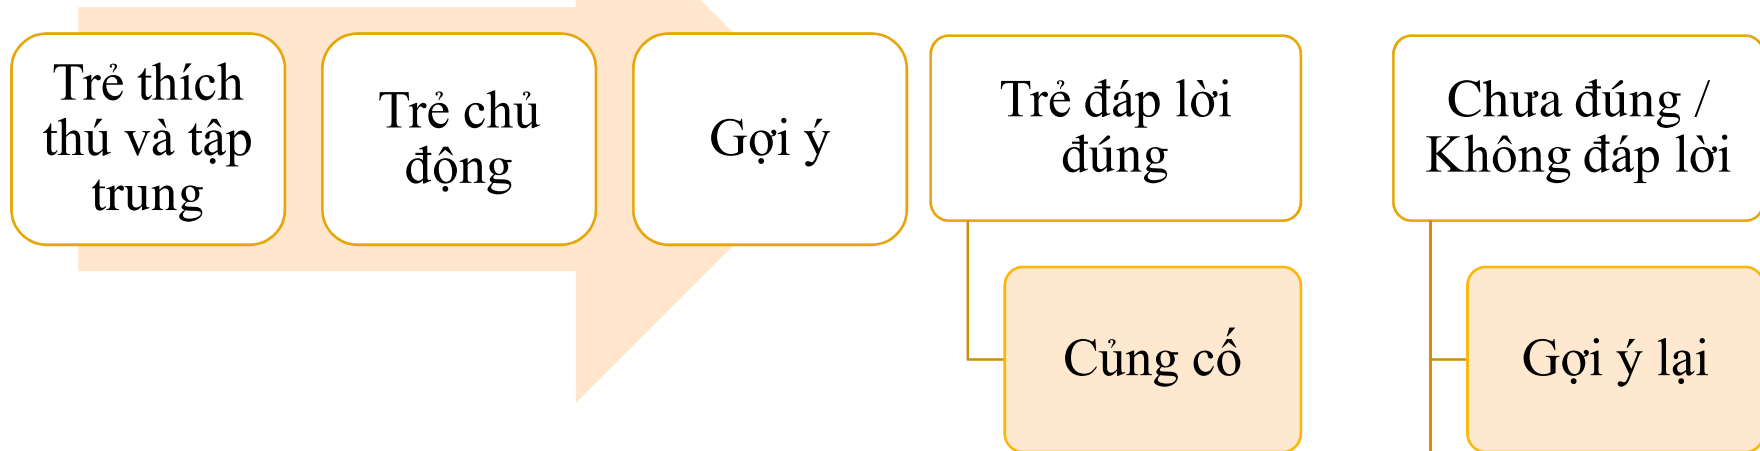 Trẻ thích
thú và tập
trung
Trẻ chủ
động
Gợi ý
Trẻ đáp lời
đúng
Củng cố
Chưa đúng /
Không đáp lời
Gợi ý lại